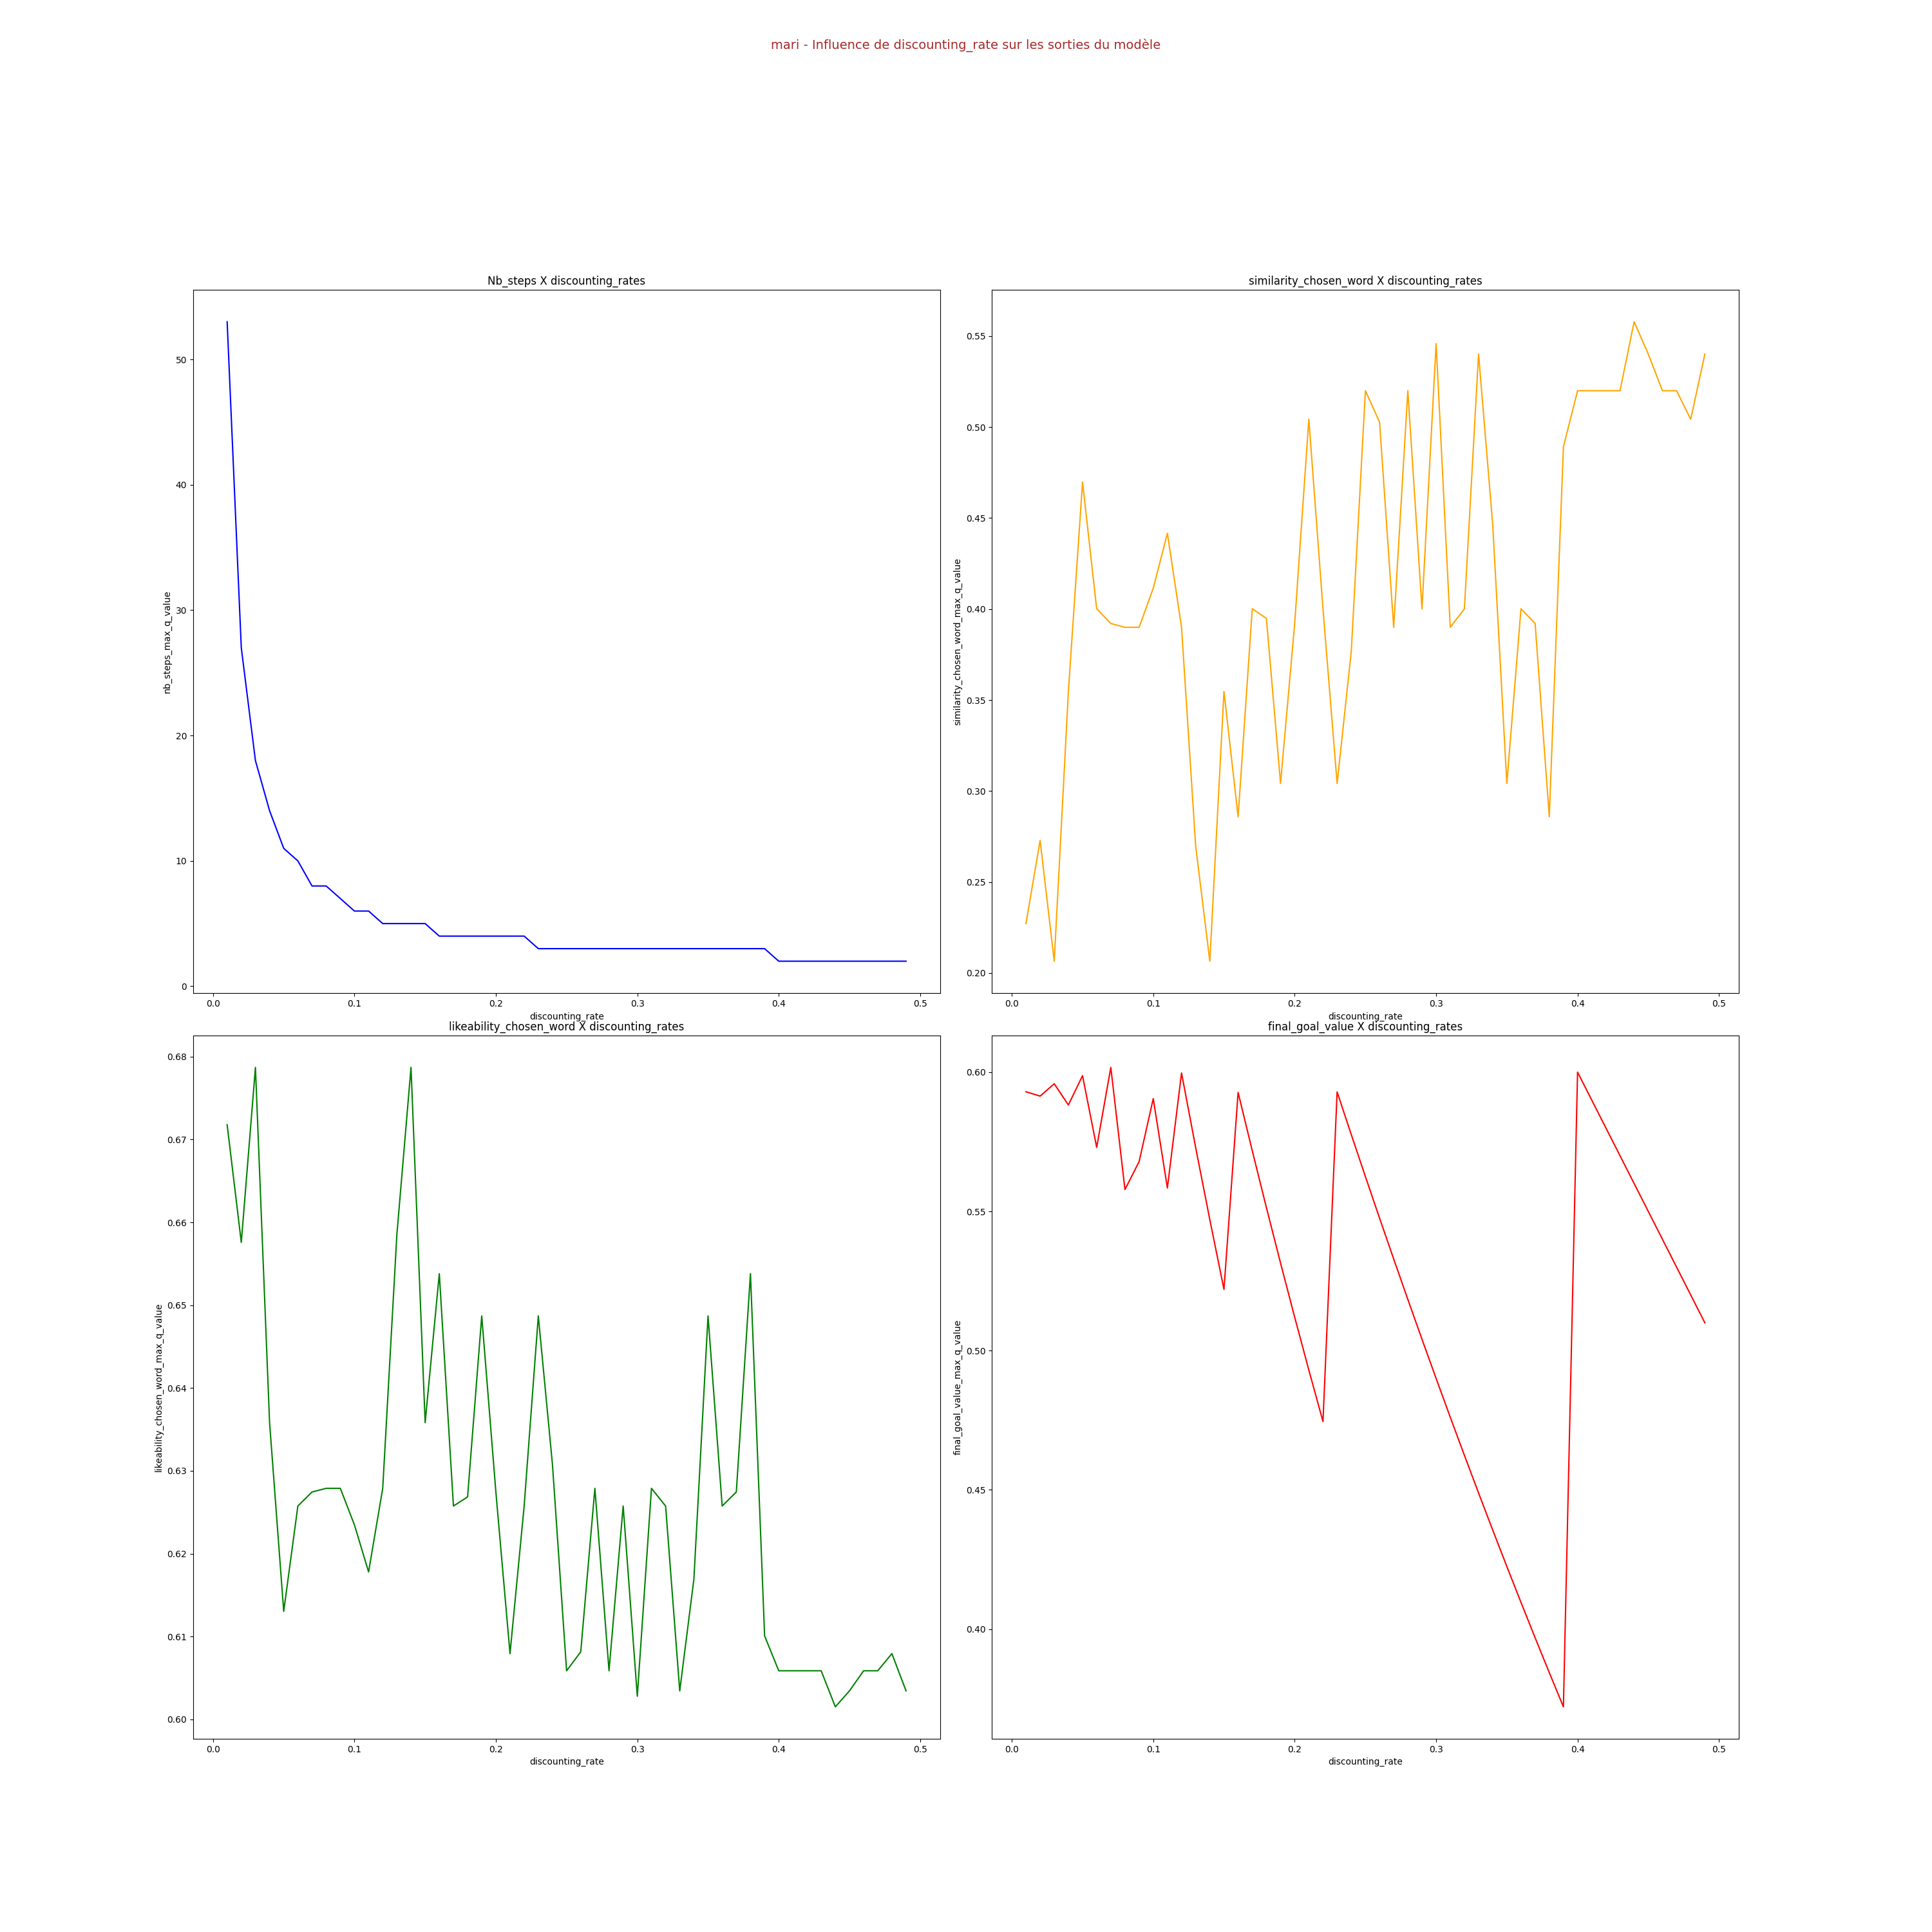 mari - Influence de discounting_rate sur les sorties du modèle
Nb_steps X discounting_rates
nb_steps_max_q_value
50
40
30
20
10
0
0.0 0.1 0.2 0.3 0.4 0.5
discounting_rate
similarity_chosen_word X discounting_rates
similarity_chosen_word_max_q_value
0.55
0.50
0.45
0.40
0.35
0.30
0.25
0.20
0.0 0.1 0.2 0.3 0.4 0.5
discounting_rate
likeability_chosen_word X discounting_rates
likeability_chosen_word_max_q_value
0.68
0.67
0.66
0.65
0.64
0.63
0.62
0.61
0.60
0.0 0.1 0.2 0.3 0.4 0.5
discounting_rate
final_goal_value X discounting_rates
final_goal_value_max_q_value
0.60
0.55
0.50
0.45
0.40
0.0 0.1 0.2 0.3 0.4 0.5
discounting_rate